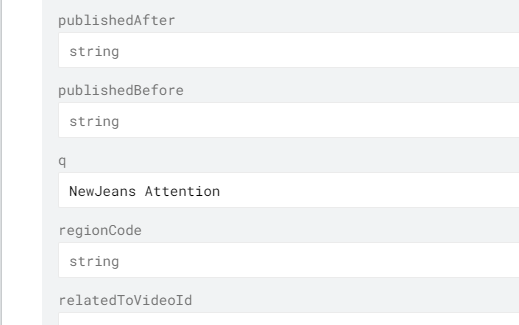 publishedAfter
string
publishedBefore
string
q
NewJeans Attention
regionCode
string
relatedToVideoId